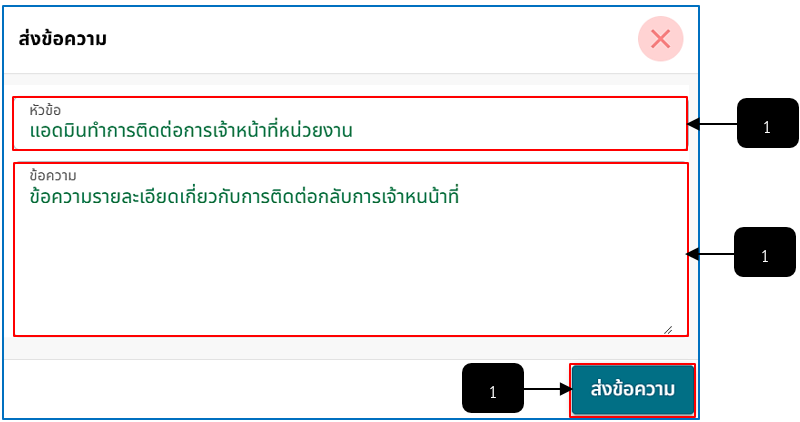 ส่งข้อความ
หัวข้อ
แอดมินทำการติดต่อการเจ้าหน้าที่หน่วยงาน
1
ข้อความ
ข้อความรายละเอียดเกี่ยวกับการติดต่อกลับการเจ้าหนน้าที่
1
1
ส่งข้อความ